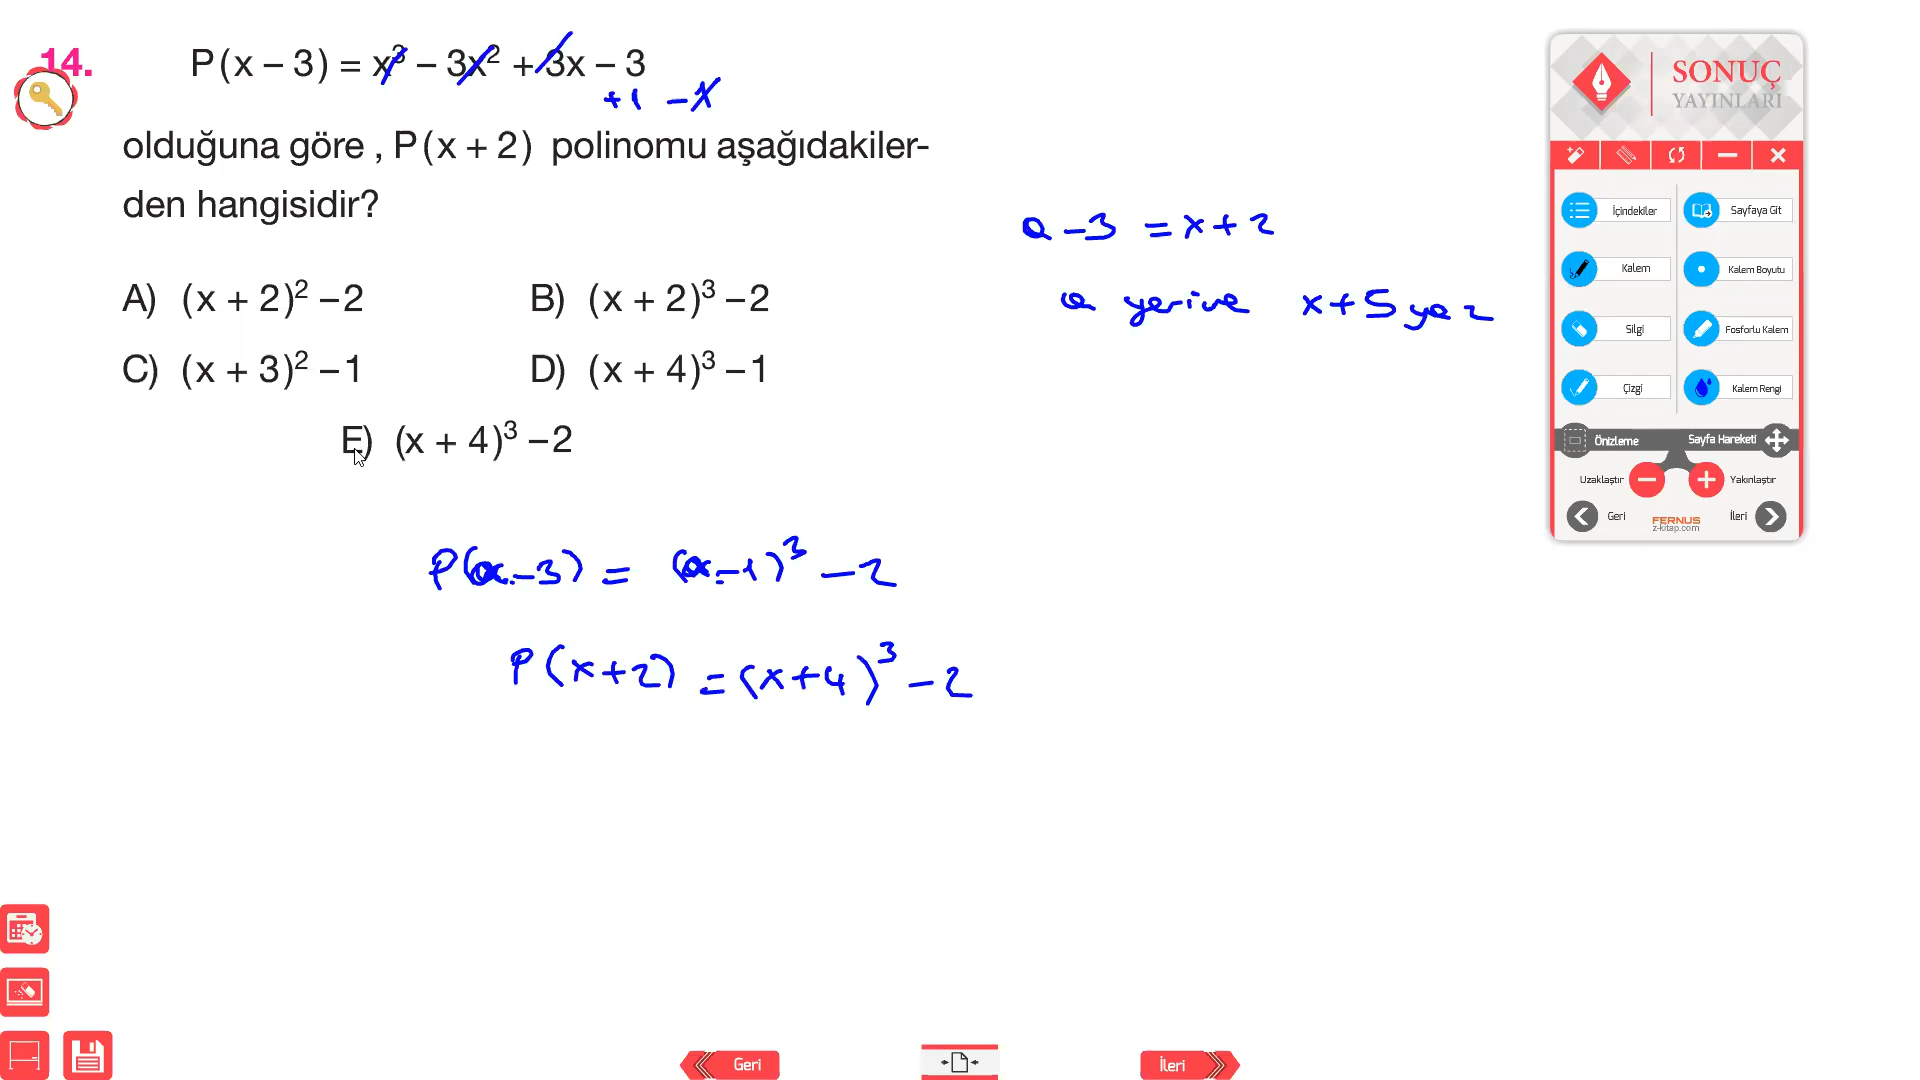 14. P(x − 3) = x³ − 3x² + 3x − 3
+1 −1
olduğuna göre , P(x + 2) polinomu aşağıdakiler-
den hangisidir?
A) (x + 2)² −2 B) (x + 2)³ −2
C) (x + 3)² −1 D) (x + 4)³ −1
E) (x + 4)³ −2
a −3 = x+2
a yerine x+5 yaz
P(a−3) = (a−1)³ −2
P(x+2) = (x+4)³ −2
SONUÇ
YAYINLARI
İçindekiler Sayfaya Git
Kalem Kalem Boyutu
Silgi Fosforlu Kalem
Çizgi Kalem Rengi
Önizleme Sayfa Hareketi
Uzaklaştır Yakınlaştır
Geri FERNUS İleri
z-kitap.com
Geri İleri